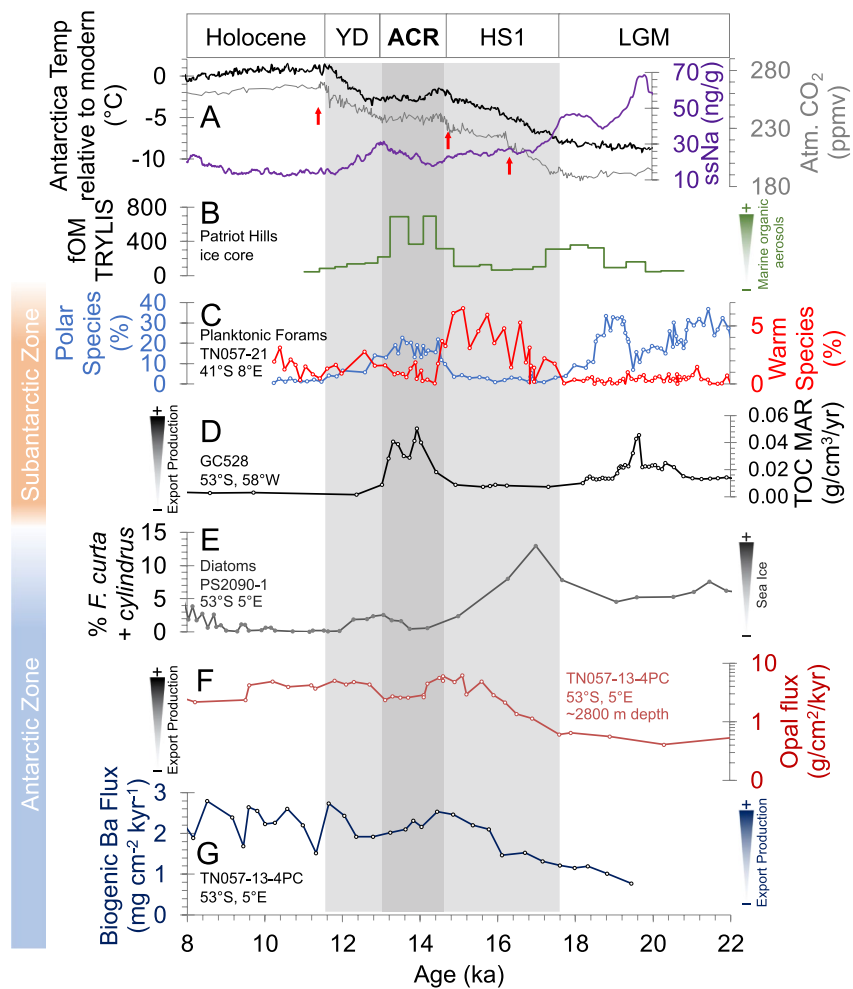 Holocene YD ACR HS1 LGM
Antarctica Temp
relative to modern
(°C)
0
-5
-10
A
70
50
30
10
ssNa (ng/g)
280
230
180
Atm. CO2
(ppmv)
fOM
TRYLIS
800
400
0
B
Patriot Hills
ice core
+
Marine organic
aerosols
–
Subantarctic Zone
Polar
Species
(%)
40
30
20
10
0
C
Planktonic Forams
TN057-21
41°S 8°E
5
0
Warm
Species
(%)
+
Export Production
–
D
GC528
53°S, 58°W
0.06
0.04
0.02
0.00
TOC MAR
(g/cm3/yr)
Antarctic Zone
% F. curta
+ cylindrus
15
10
5
0
E
Diatoms
PS2090-1
53°S 5°E
+
Sea Ice
–
+
Export Production
–
F
TN057-13-4PC
53°S, 5°E
~2800 m depth
10
1
0
Opal flux
(g/cm2/kyr)
Biogenic Ba Flux
(mg cm-2 kyr-1)
3
2
1
0
G
TN057-13-4PC
53°S, 5°E
+
Export Production
–
8 10 12 14 16 18 20 22
Age (ka)